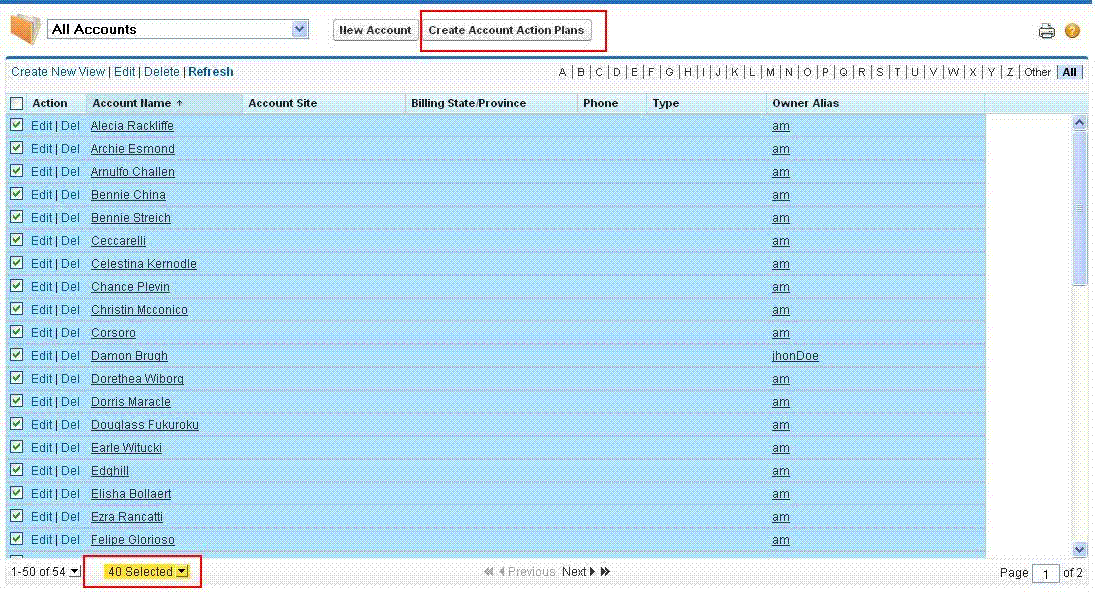 All Accounts New Account Create Account Action Plans
Create New View | Edit | Delete | Refresh A | B | C | D | E | F | G | H | I | J | K | L | M | N | O | P | Q | R | S | T | U | V | W | X | Y | Z | Other | All
Action Account Name ↑ Account Site Billing State/Province Phone Type Owner Alias
Edit | Del Alecia Rackliffe am
Edit | Del Archie Esmond am
Edit | Del Arnulfo Challen am
Edit | Del Bennie China am
Edit | Del Bennie Streich am
Edit | Del Ceccarelli am
Edit | Del Celestina Kernodle am
Edit | Del Chance Plevin am
Edit | Del Christin Mcconico am
Edit | Del Corsoro am
Edit | Del Damon Brugh jhonDoe
Edit | Del Dorethea Wiborg am
Edit | Del Dorris Maracle am
Edit | Del Douglass Fukuroku am
Edit | Del Earle Witucki am
Edit | Del Edghill am
Edit | Del Elisha Bollaert am
Edit | Del Ezra Rancatti am
Edit | Del Felipe Glorioso am
1-50 of 54 40 Selected Previous Next Page 1 of 2